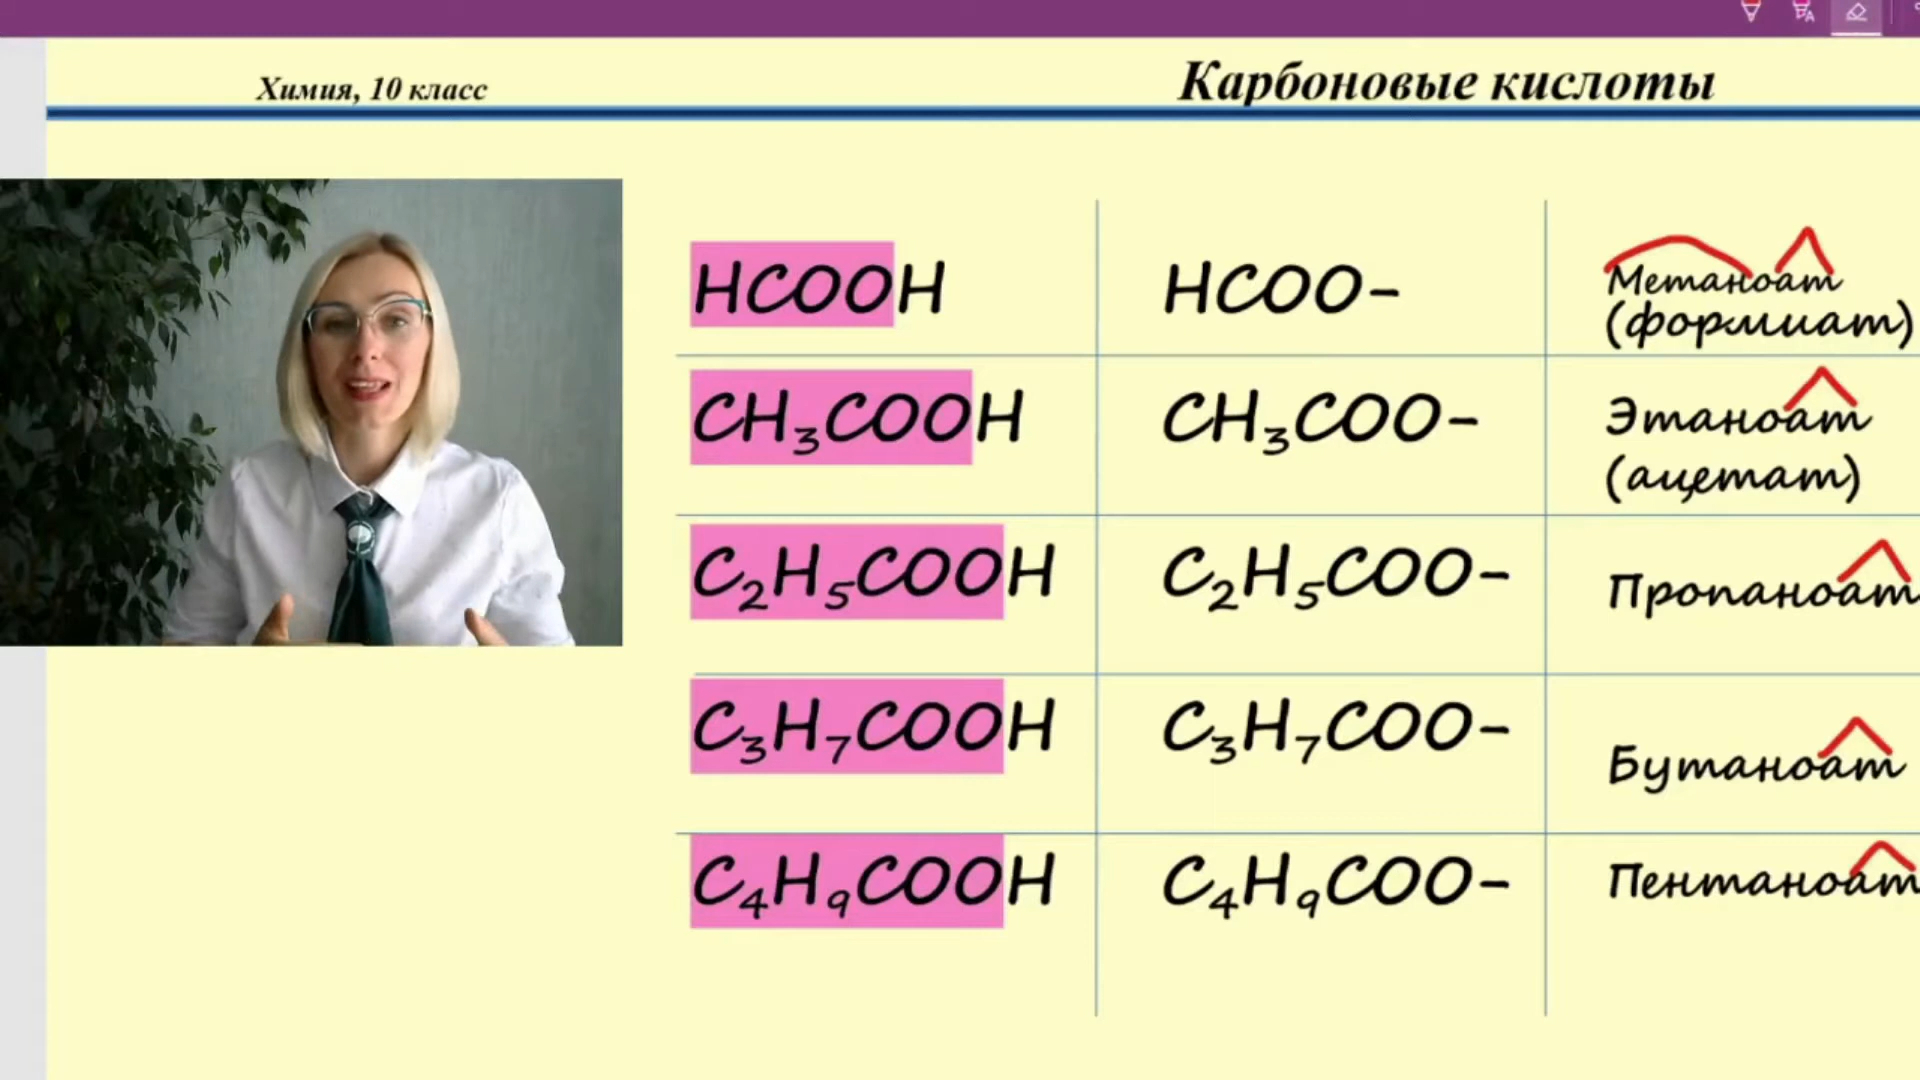 Химия, 10 класс
Карбоновые кислоты
HCOOH
HCOO-
Метаноат
(формиат)
CH₃COOH
CH₃COO-
Этаноат
(ацетат)
C₂H₅COOH
C₂H₅COO-
Пропаноат
C₃H₇COOH
C₃H₇COO-
Бутаноат
C₄H₉COOH
C₄H₉COO-
Пентаноат